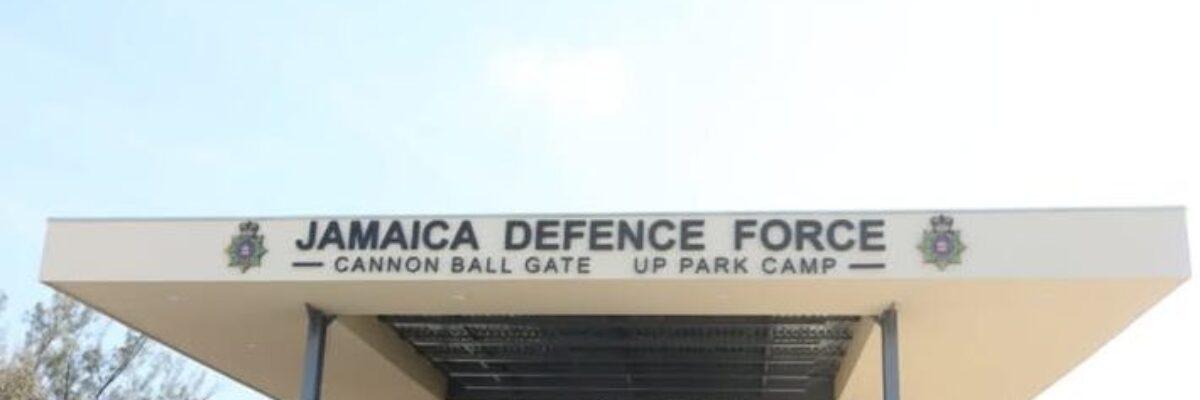 JAMAICA DEFENCE FORCE
CANNON BALL GATE UP PARK CAMP